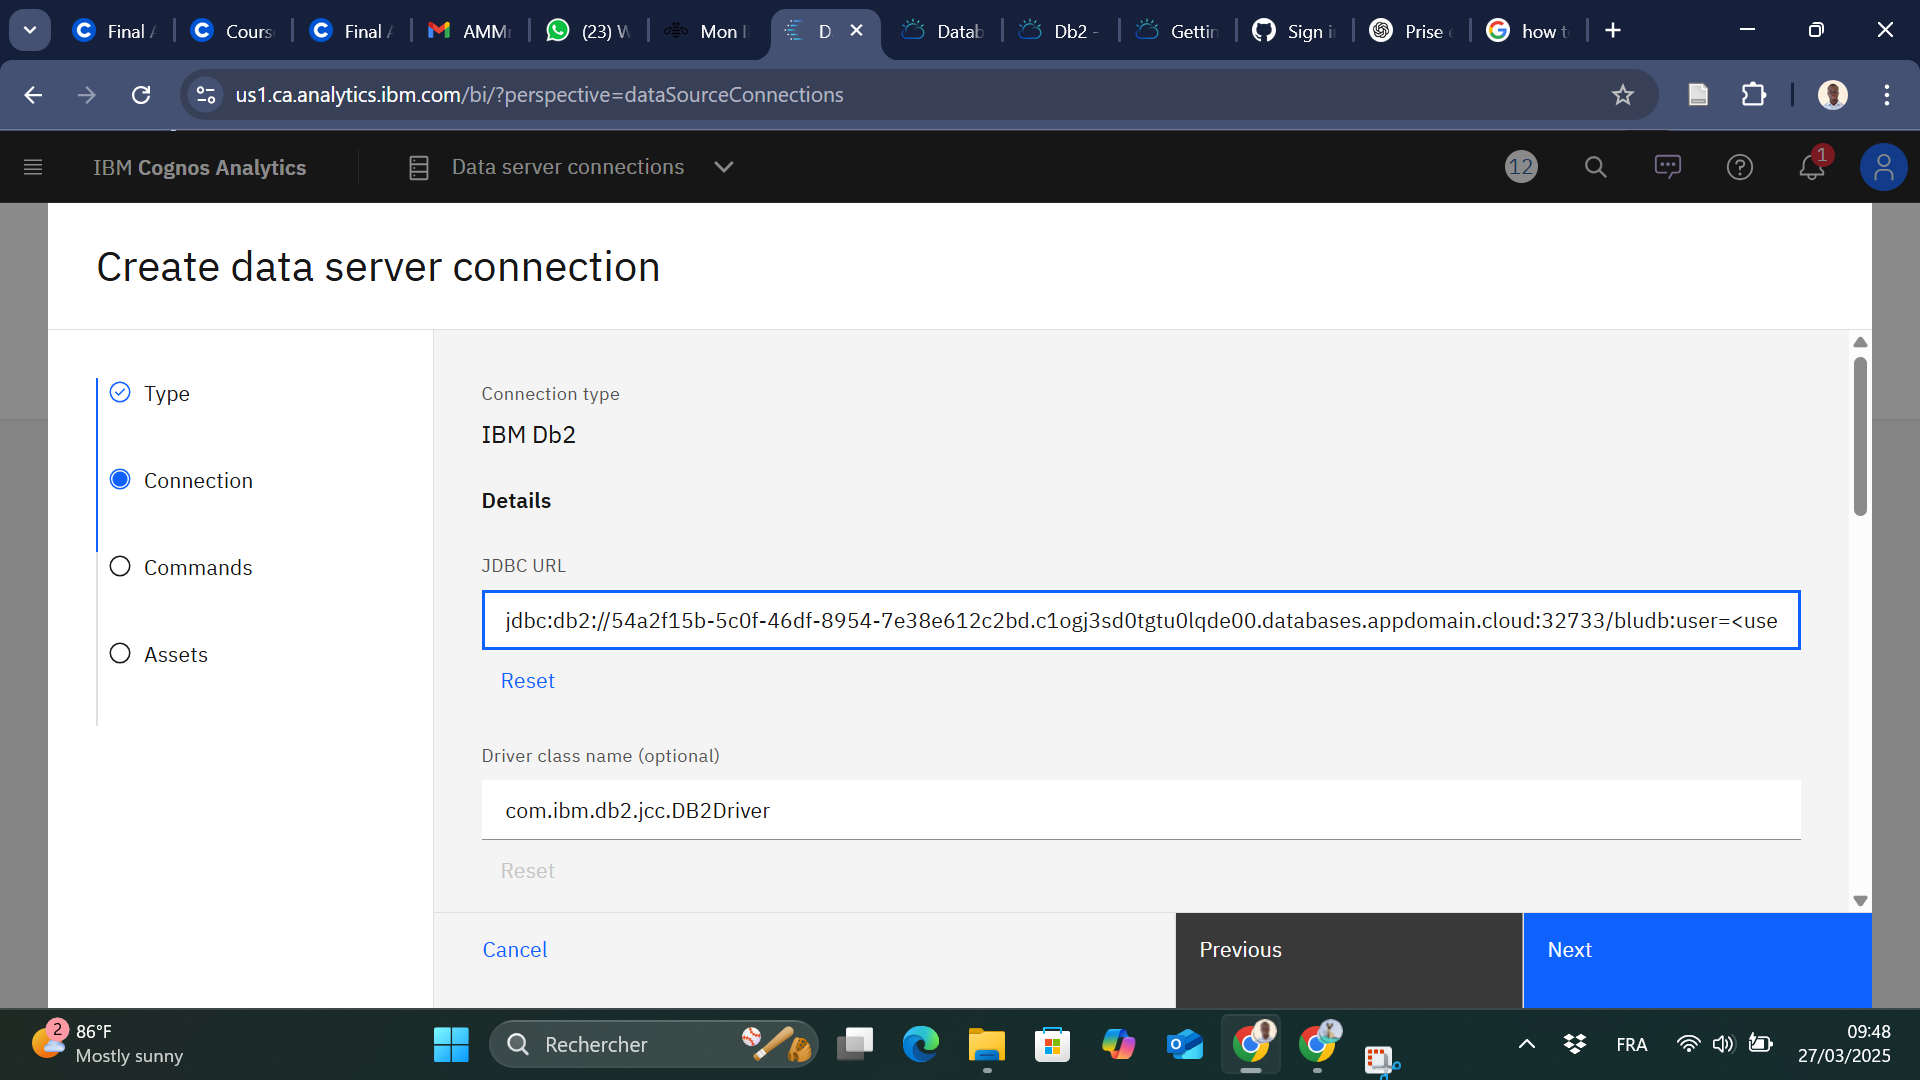 Final A
Cours
Final A
AMM
(23) W
Mon I
D
Datab
Db2 -
Gettin
Sign i
Prise
how t
us1.ca.analytics.ibm.com/bi/?perspective=dataSourceConnections
IBM Cognos Analytics
Data server connections
12
1
Create data server connection
Type
Connection
Commands
Assets
Connection type
IBM Db2
Details
JDBC URL
jdbc:db2://54a2f15b-5c0f-46df-8954-7e38e612c2bd.c1ogj3sd0tgtu0lqde00.databases.appdomain.cloud:32733/bludb:user=<use
Reset
Driver class name (optional)
com.ibm.db2.jcc.DB2Driver
Reset
Cancel
Previous
Next
2
86°F
Mostly sunny
Rechercher
FRA
09:48
27/03/2025